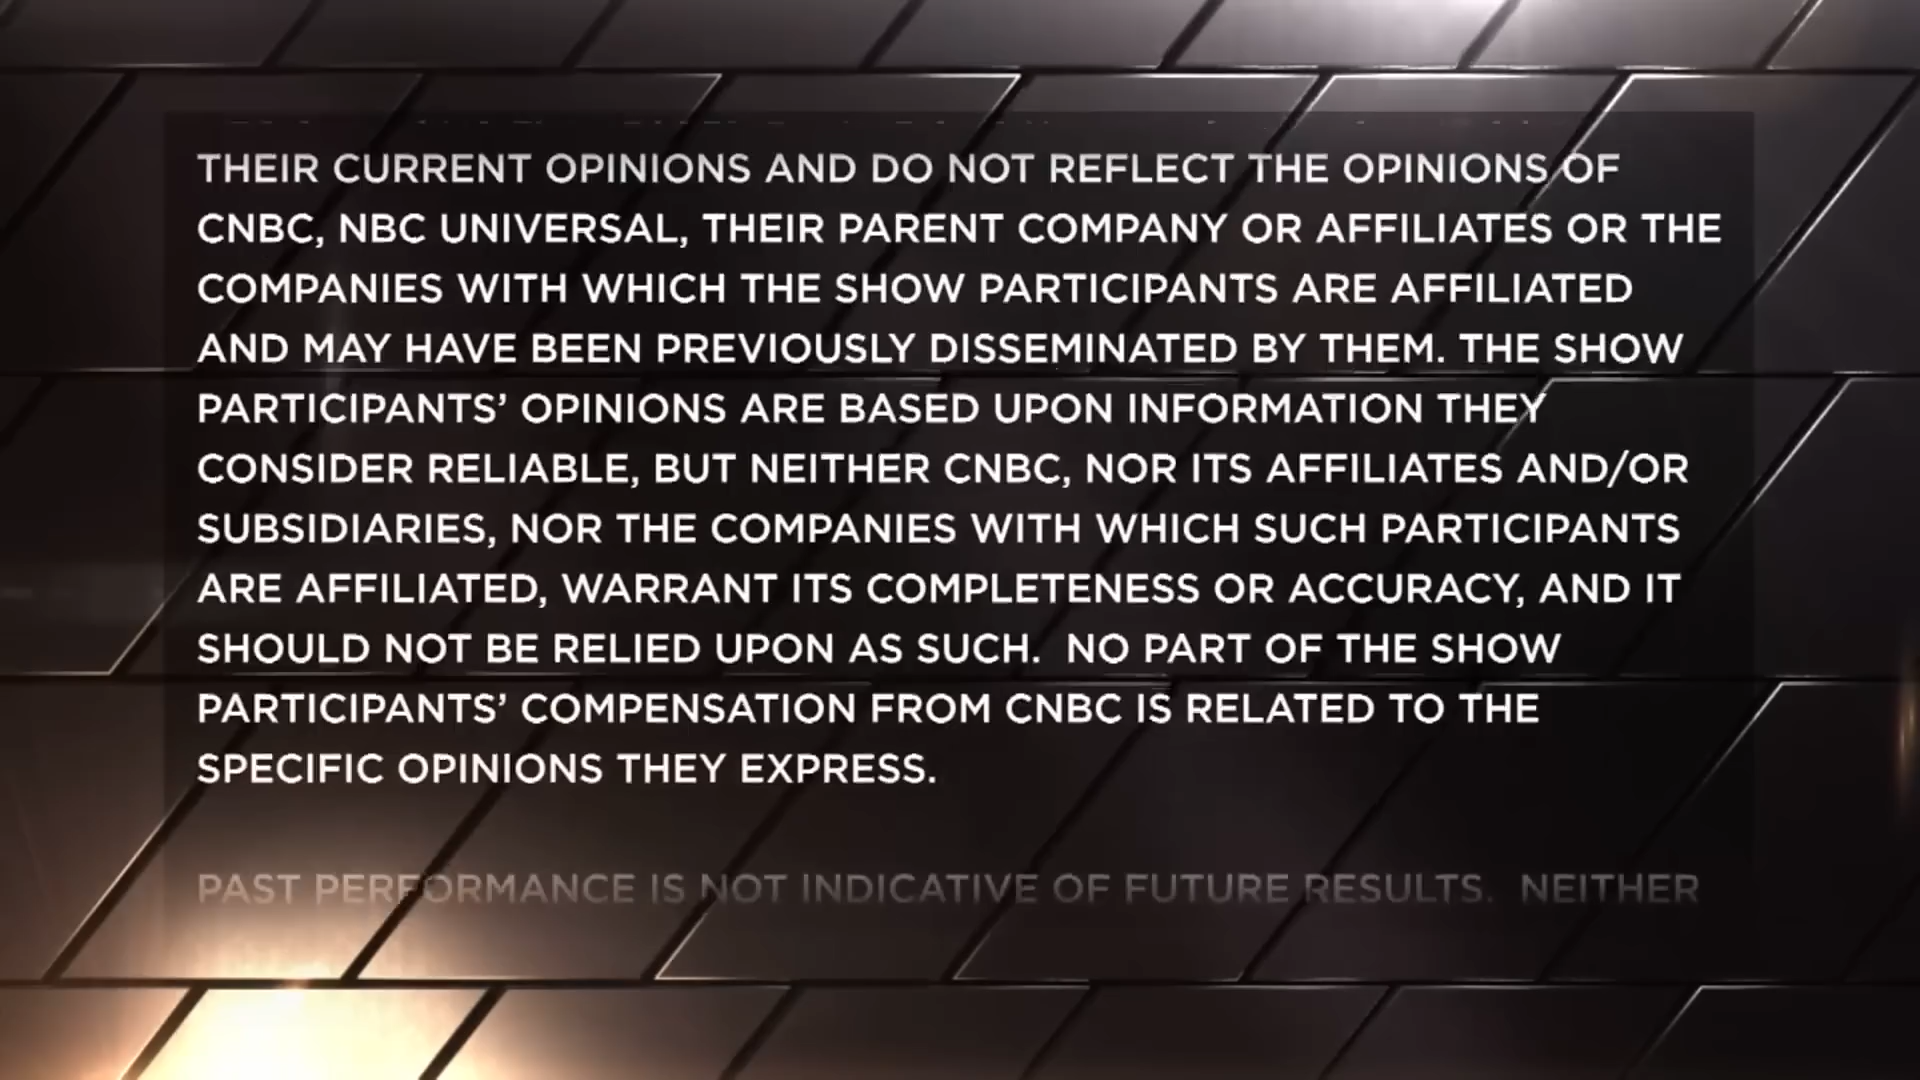 THEIR CURRENT OPINIONS AND DO NOT REFLECT THE OPINIONS OF
CNBC, NBC UNIVERSAL, THEIR PARENT COMPANY OR AFFILIATES OR THE
COMPANIES WITH WHICH THE SHOW PARTICIPANTS ARE AFFILIATED
AND MAY HAVE BEEN PREVIOUSLY DISSEMINATED BY THEM. THE SHOW
PARTICIPANTS’ OPINIONS ARE BASED UPON INFORMATION THEY
CONSIDER RELIABLE, BUT NEITHER CNBC, NOR ITS AFFILIATES AND/OR
SUBSIDIARIES, NOR THE COMPANIES WITH WHICH SUCH PARTICIPANTS
ARE AFFILIATED, WARRANT ITS COMPLETENESS OR ACCURACY, AND IT
SHOULD NOT BE RELIED UPON AS SUCH.  NO PART OF THE SHOW
PARTICIPANTS’ COMPENSATION FROM CNBC IS RELATED TO THE
SPECIFIC OPINIONS THEY EXPRESS.
PAST PERFORMANCE IS NOT INDICATIVE OF FUTURE RESULTS.  NEITHER